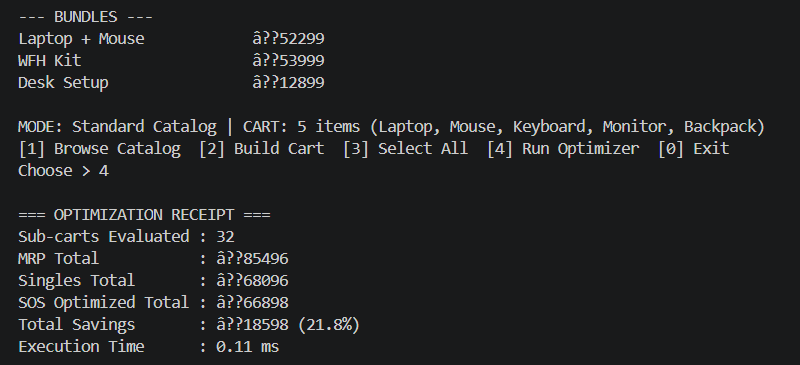 --- BUNDLES ---
Laptop + Mouse            â??52299
WFH Kit                   â??53999
Desk Setup                â??12899

MODE: Standard Catalog | CART: 5 items (Laptop, Mouse, Keyboard, Monitor, Backpack)
[1] Browse Catalog  [2] Build Cart  [3] Select All  [4] Run Optimizer  [0] Exit
Choose > 4

=== OPTIMIZATION RECEIPT ===
Sub-carts Evaluated : 32
MRP Total           : â??85496
Singles Total       : â??68096
SOS Optimized Total : â??66898
Total Savings       : â??18598 (21.8%)
Execution Time      : 0.11 ms